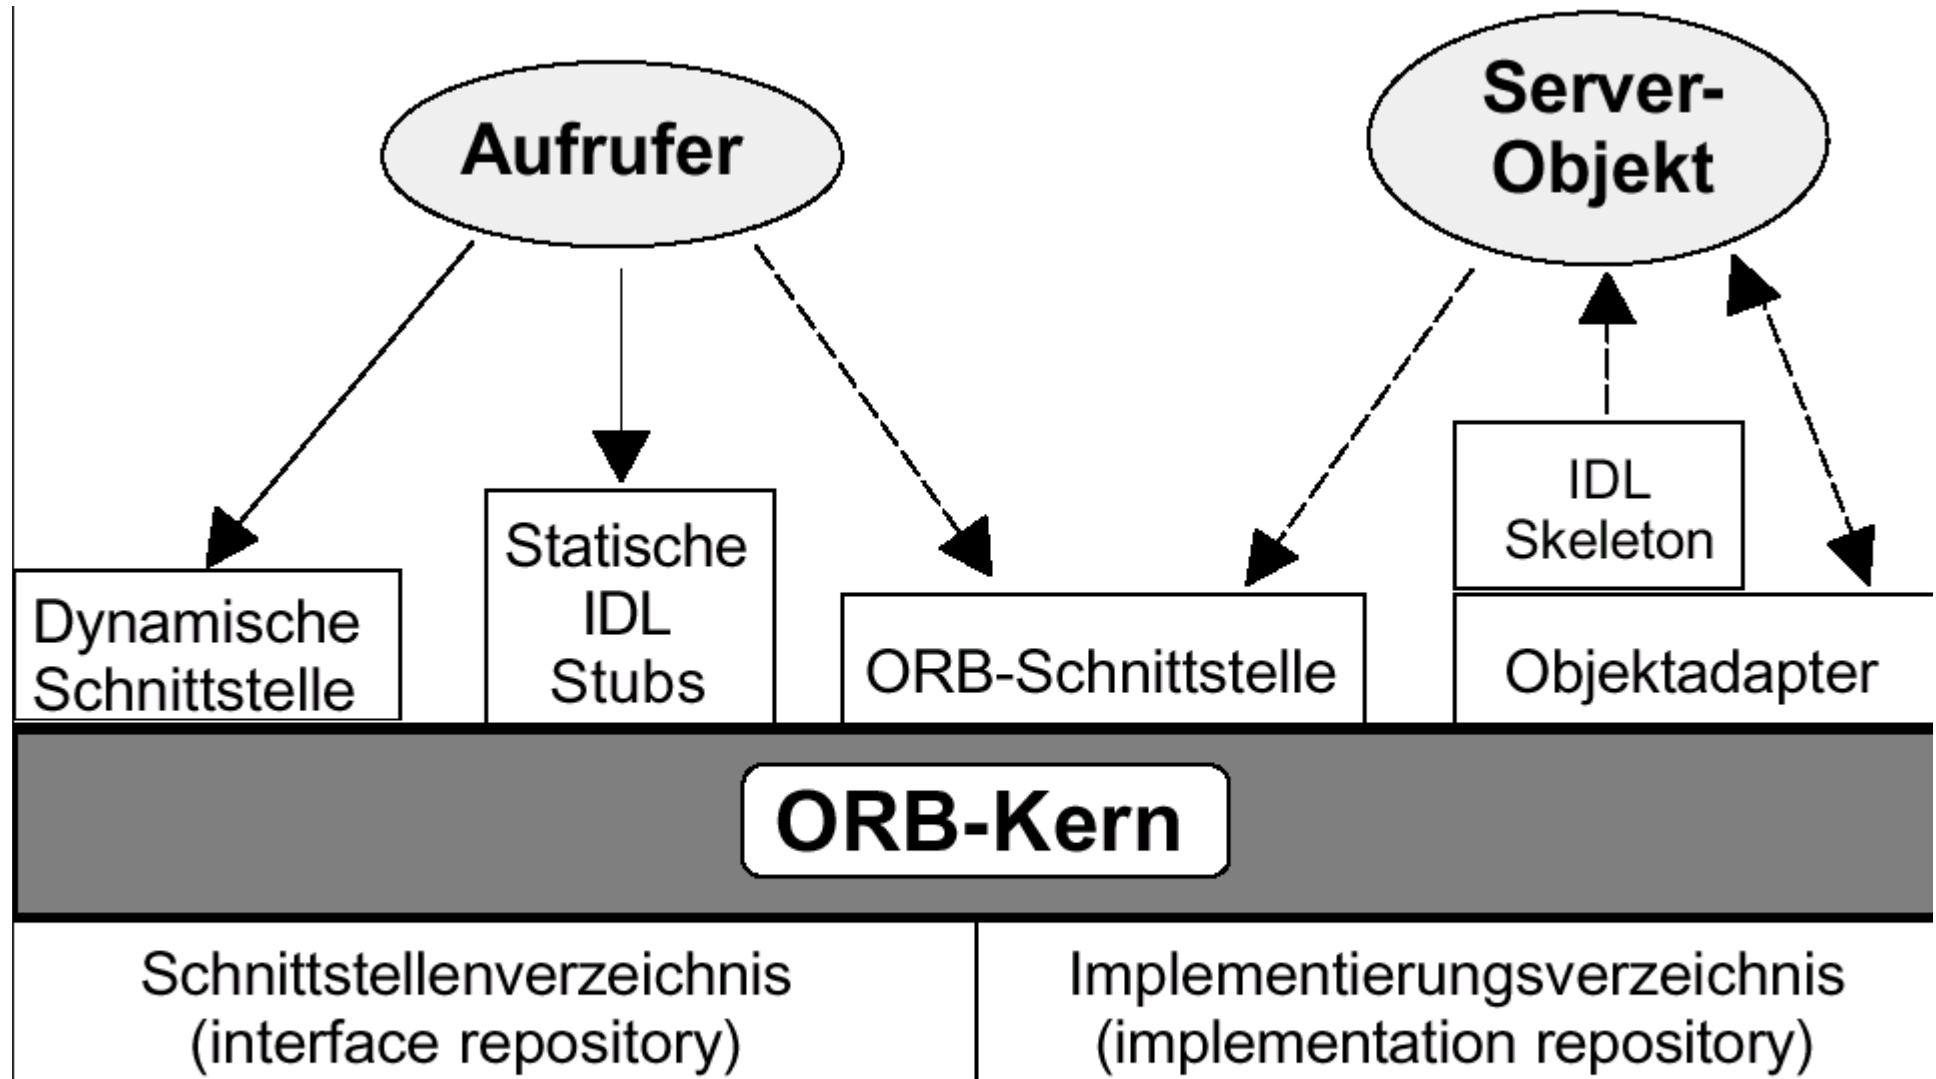 Aufrufer
Server-
Objekt
Dynamische
Schnittstelle
Statische
IDL
Stubs
ORB-Schnittstelle
IDL
Skeleton
Objektadapter
ORB-Kern
Schnittstellenverzeichnis
(interface repository)
Implementierungsverzeichnis
(implementation repository)